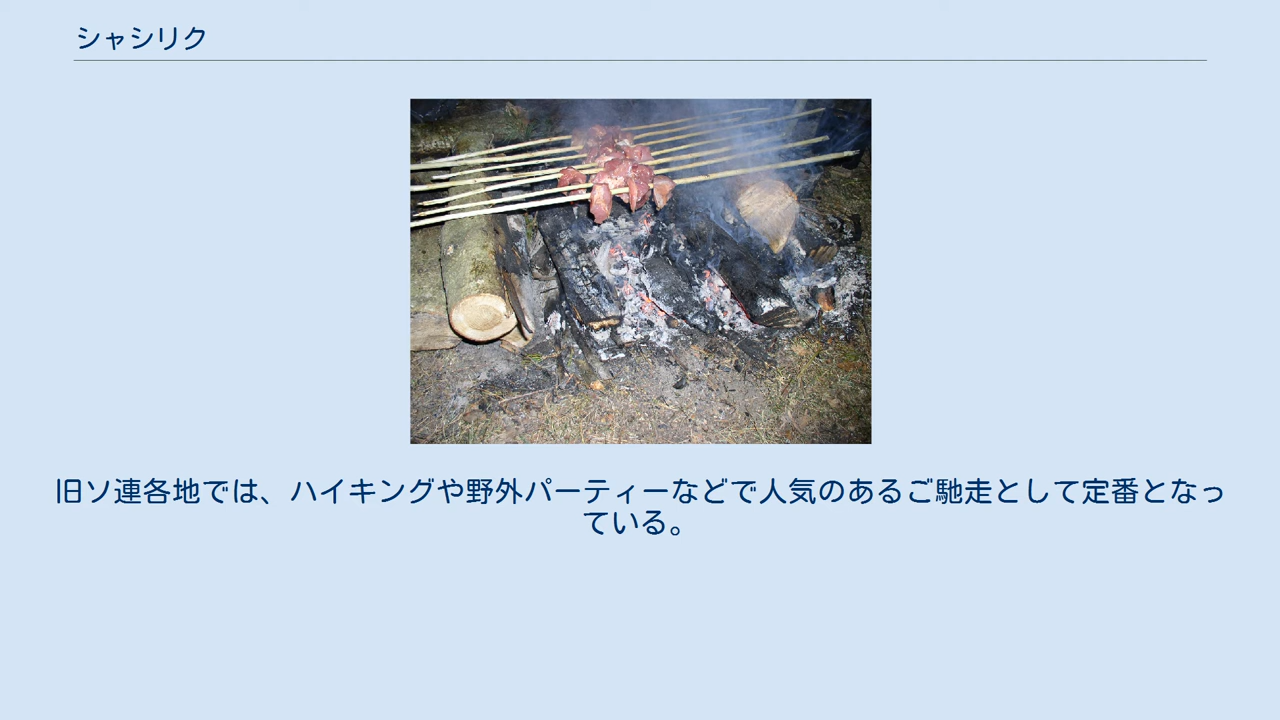 シャシリク
旧ソ連各地では、ハイキングや野外パーティーなどで人気のあるご馳走として定番となっ
ている。